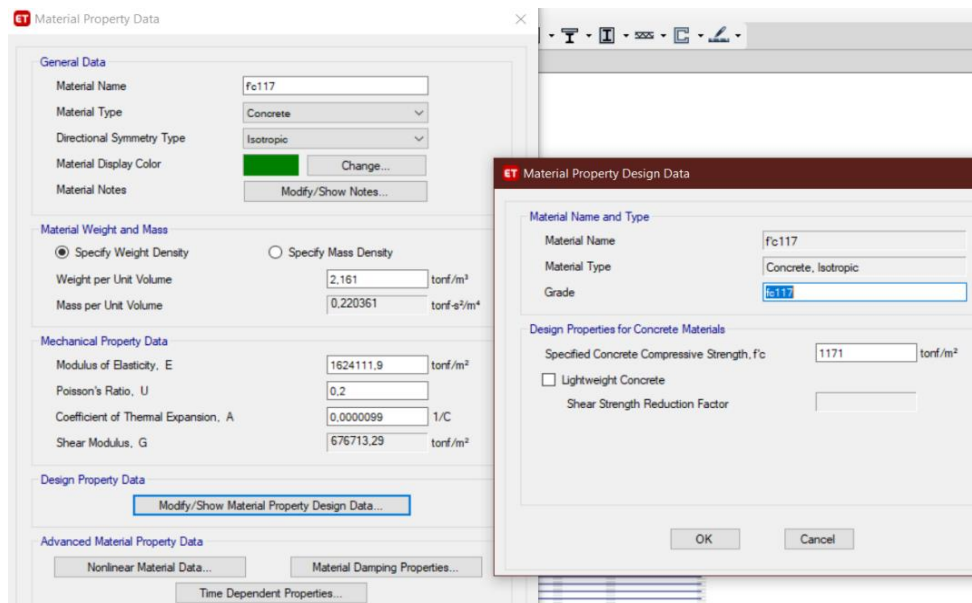 ET Material Property Data
General Data
Material Name f'c117
Material Type Concrete
Directional Symmetry Type Isotropic
Material Display Color Change...
Material Notes Modify/Show Notes...
Material Weight and Mass
Specify Weight Density Specify Mass Density
Weight per Unit Volume 2,161 tonf/m³
Mass per Unit Volume 0,220361 tonf-s²/m⁴
Mechanical Property Data
Modulus of Elasticity, E 1624111,9 tonf/m²
Poisson's Ratio, U 0,2
Coefficient of Thermal Expansion, A 0,0000099 1/C
Shear Modulus, G 676713,29 tonf/m²
Design Property Data
Modify/Show Material Property Design Data...
Advanced Material Property Data
Nonlinear Material Data... Material Damping Properties...
Time Dependent Properties...
ET Material Property Design Data
Material Name and Type
Material Name f'c117
Material Type Concrete, Isotropic
Grade fc117
Design Properties for Concrete Materials
Specified Concrete Compressive Strength, f'c 1171 tonf/m²
Lightweight Concrete
Shear Strength Reduction Factor
OK Cancel